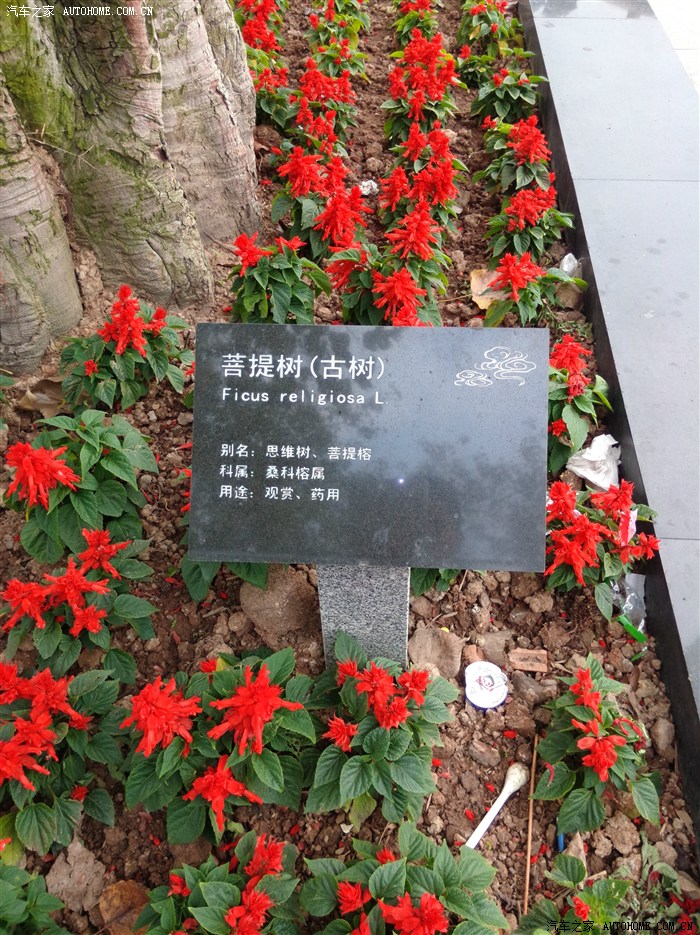 汽车之家 AUTOHOME.COM.CN
菩提树(古树)
Ficus religiosa L.
别名:思维树、菩提榕
科属:桑科榕属
用途:观赏、药用
汽车之家 AUTOHOME.COM.CN